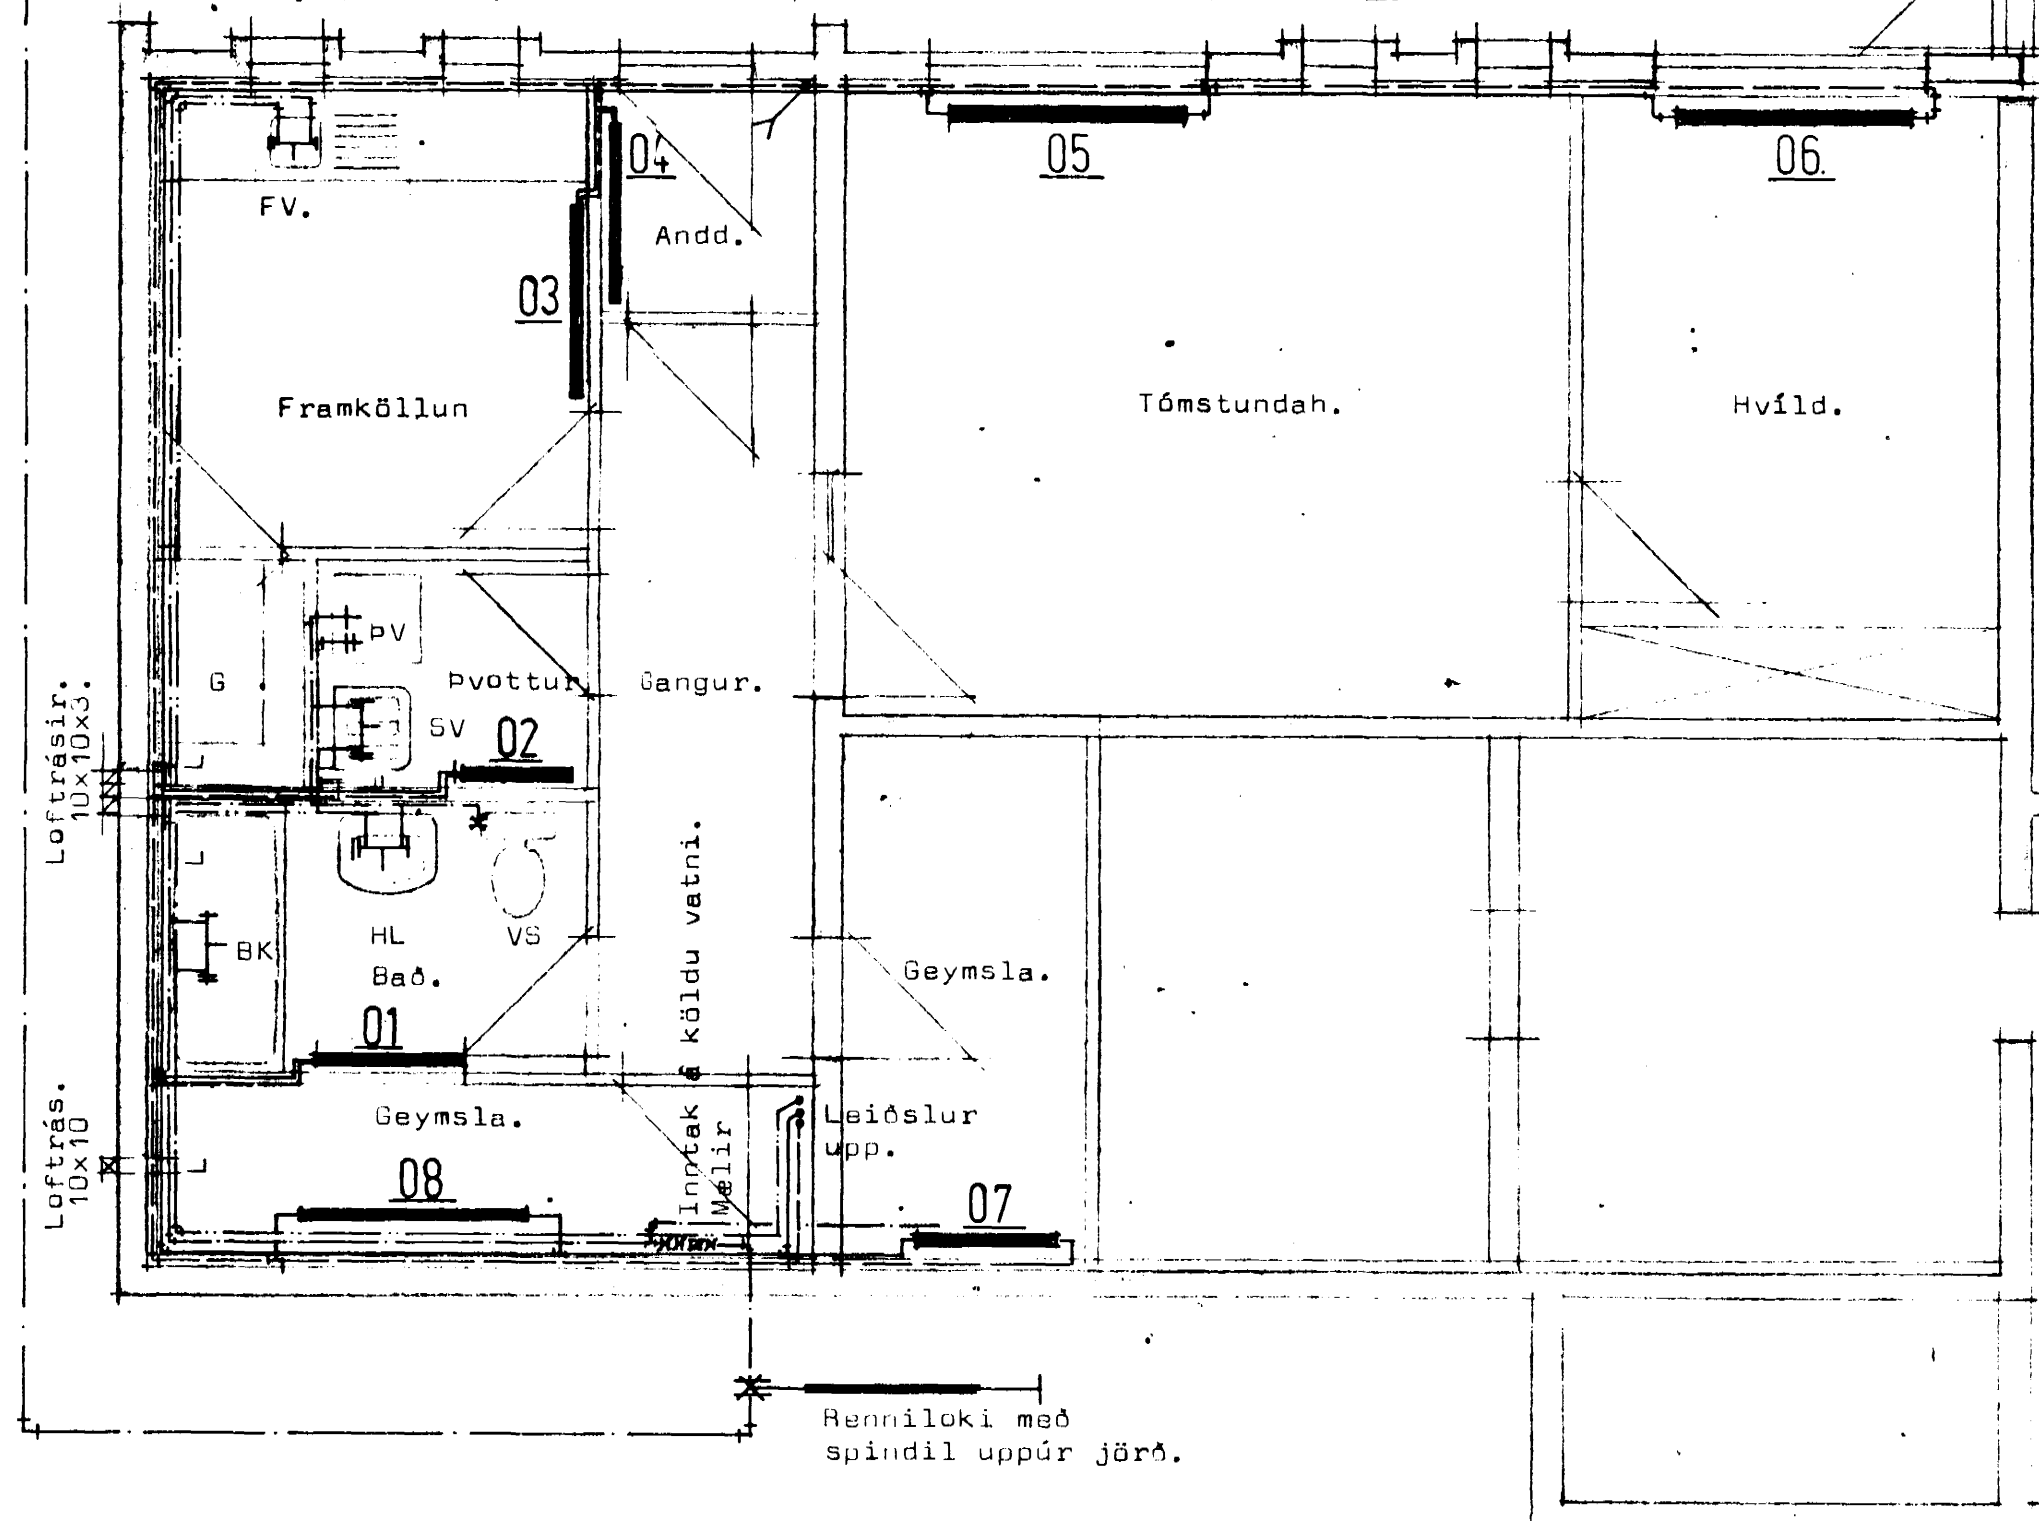 04
05
06.
FV.
Andd.
03
Framköllun
Tómstundah.
Hvíld.
ÞV
G
Þvottur
Gangur.
SV
02
Loftrásir.
10x10x3.
L
L
BK
HL
VS
Bað.
Geymsla.
01
Inntak á köldu vatni.
Mælir
Loftrás.
10x10
L
Geymsla.
Leiðslur
upp.
08
07
Renniloki með
spindil uppúr jörð.